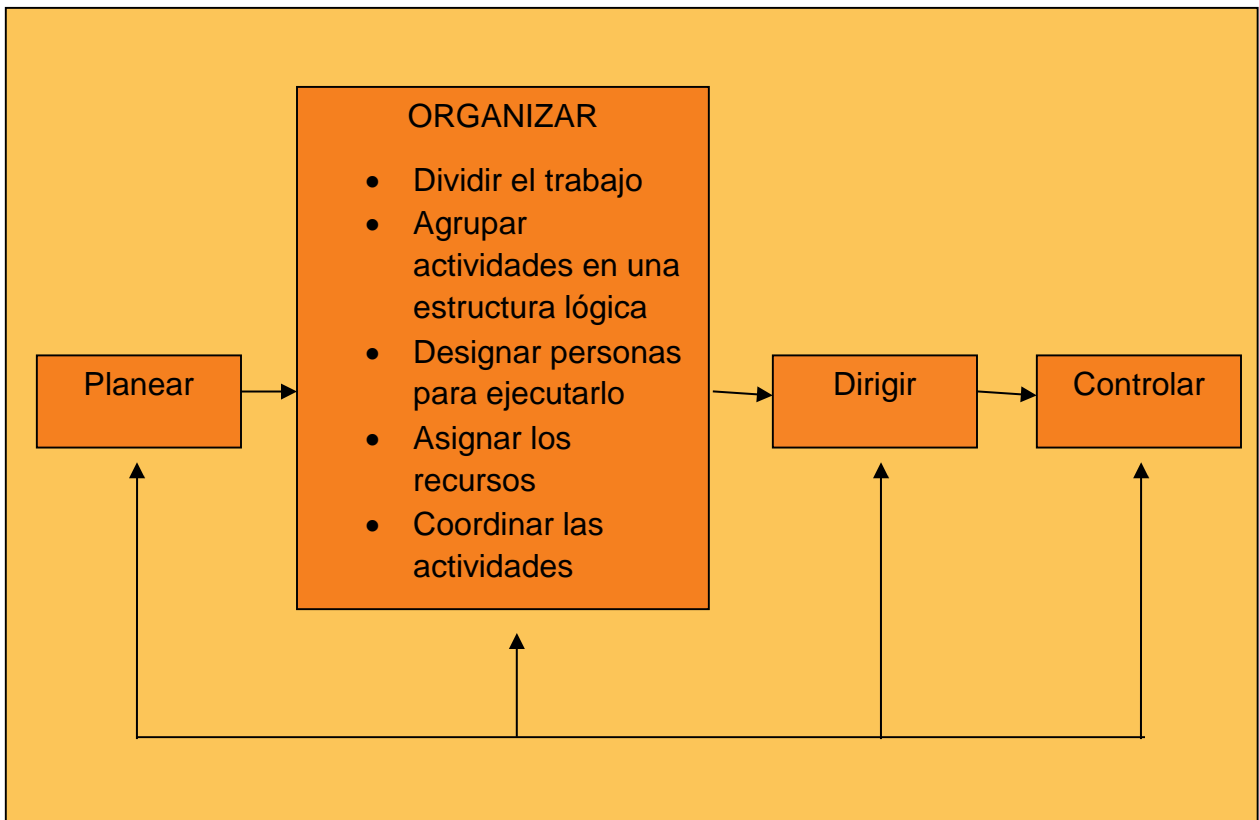 ORGANIZAR
• Dividir el trabajo
• Agrupar
actividades en una
estructura lógica
• Designar personas
para ejecutarlo
• Asignar los
recursos
• Coordinar las
actividades
Planear
Dirigir
Controlar